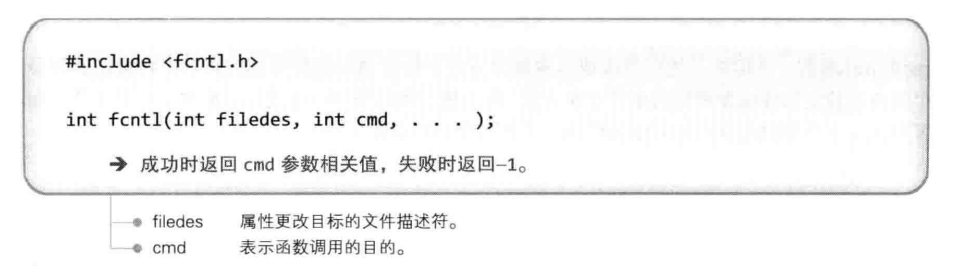 #include <fcntl.h>
int fcntl(int filedes, int cmd, . . . );
➔ 成功时返回 cmd 参数相关值，失败时返回–1。
filedes 属性更改目标的文件描述符。
cmd 表示函数调用的目的。